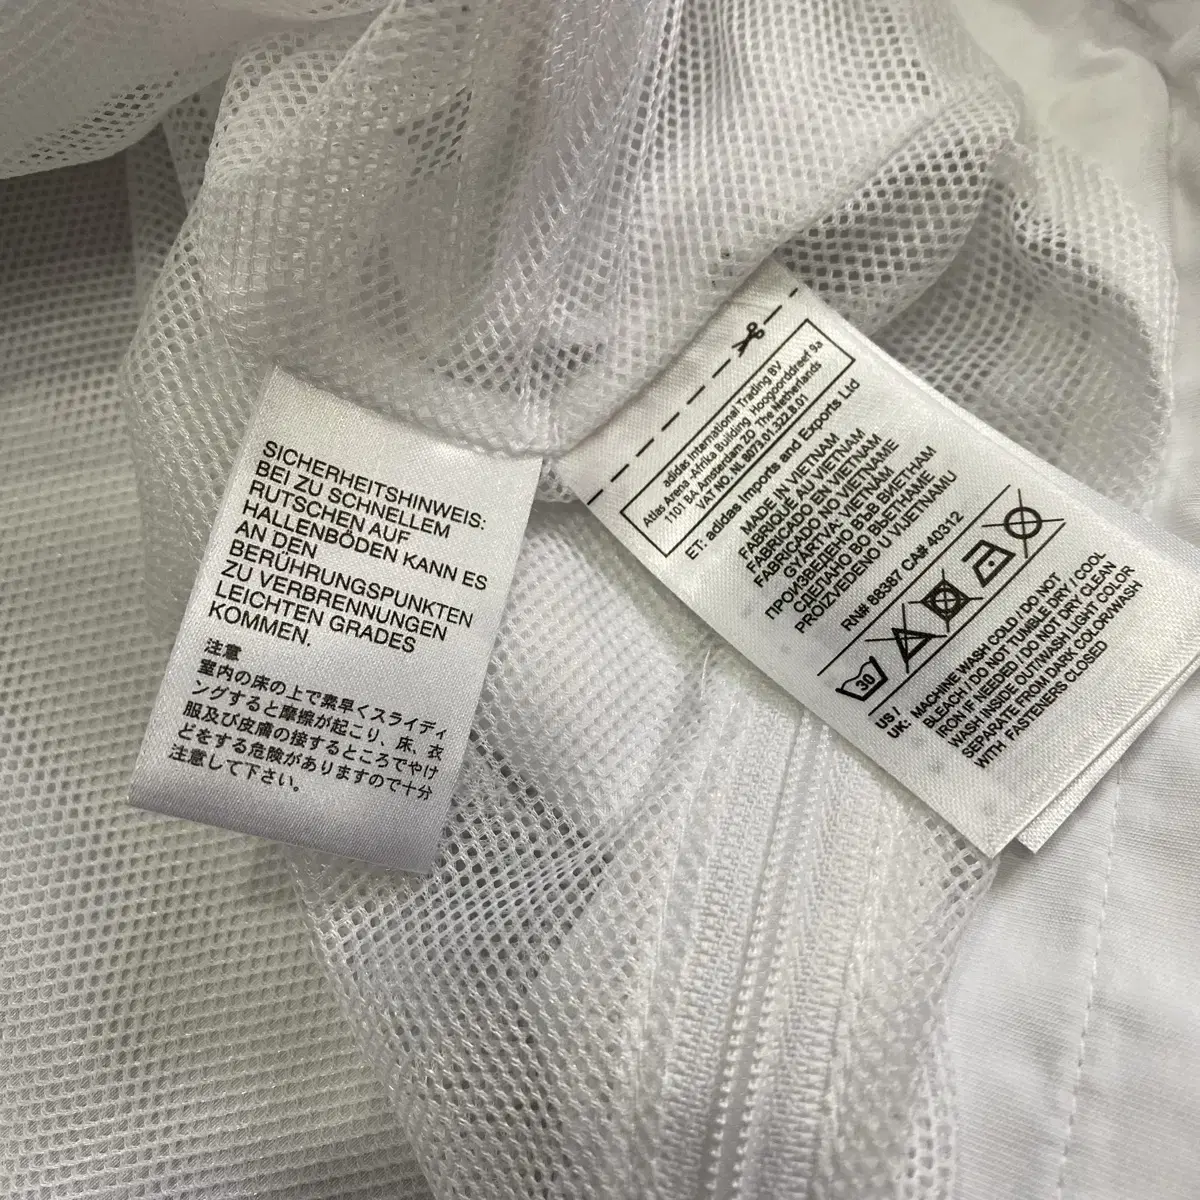 SICHERHEITSHINWEIS:
BEI ZU SCHNELLEM
RUTSCHEN AUF
HALLENBÖDEN KANN ES
AN DEN
BERÜHRUNGSPUNKTEN
ZU VERBRENNUNGEN
LEICHTEN GRADES
KOMMEN.
注意
室内の床の上で素早くスライディ
ングすると摩擦が起こり、床、衣
服及び皮膚の接するところでやけ
どをする危険がありますので十分
注意して下さい。
adidas International Trading BV
Atlas Arena -Afrika Building Hoogoorddreef 9a
1101 BA Amsterdam ZO The Netherlands
VAT NO. NL 8073.01.322.B.01
ET: adidas Imports and Exports Ltd
MADE IN VIETNAM
FABRIQUÉ AU VIETNAM
FABRICADO EN VIETNAM
FABRICADO NO VIETNAME
GYÁRTVA: VIETNAM
ПРОИЗВЕДЕНО ВЪВ ВИЕТНАМ
СДЕЛАНО ВО ВЬЕТНАМЕ
PROIZVEDENO U VIJETNAMU
RN# 88387 CA# 40312
30
US / UK: MACHINE WASH COLD / DO NOT
BLEACH / DO NOT TUMBLE DRY / COOL
IRON IF NEEDED / DO NOT DRY CLEAN
WASH INSIDE OUT/WASH LIGHT COLOR
SEPARATE FROM DARK COLOR/WASH
WITH FASTENERS CLOSED